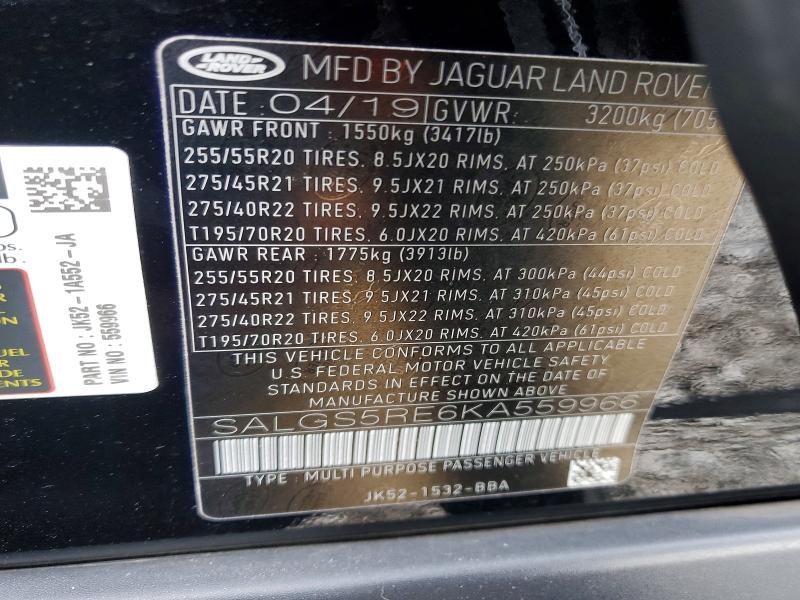 LAND ROVER
MFD BY JAGUAR LAND ROVER
DATE 04/19 GVWR: 3200kg (705
GAWR FRONT: 1550kg (3417lb)
255/55R20 TIRES, 8.5JX20 RIMS, AT 250kPa (37psi) COLD
275/45R21 TIRES, 9.5JX21 RIMS, AT 250kPa (37psi) COLD
275/40R22 TIRES, 9.5JX22 RIMS, AT 250kPa (37psi) COLD
T195/70R20 TIRES, 6.0JX20 RIMS, AT 420kPa (61psi) COLD
GAWR REAR: 1775kg (3913lb)
255/55R20 TIRES, 8.5JX20 RIMS, AT 300kPa (44psi) COLD
275/45R21 TIRES, 9.5JX21 RIMS, AT 310kPa (45psi) COLD
275/40R22 TIRES, 9.5JX22 RIMS, AT 310kPa (45psi) COLD
T195/70R20 TIRES, 6.0JX20 RIMS, AT 420kPa (61psi) COLD
THIS VEHICLE CONFORMS TO ALL APPLICABLE
U.S FEDERAL MOTOR VEHICLE SAFETY
STANDARDS IN EFFECT ON THE DATE OF
MANUFACTURE SHOWN ABOVE.
SALGS5RE6KA559966
TYPE: MULTI PURPOSE PASSENGER VEHICLE
JK52-1532-BBA
PART NO: JK52-1A552-JA
VIN NO: 559966
ps.
lb.
ION
UEL
R
DE
ENTS